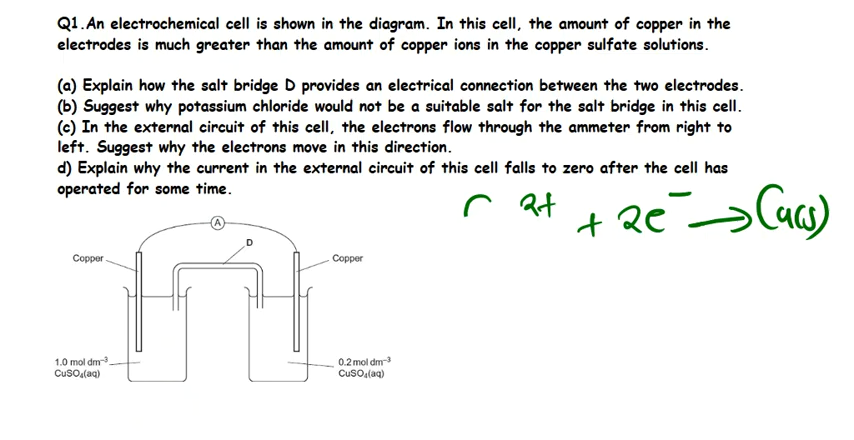 Q1.An electrochemical cell is shown in the diagram. In this cell, the amount of copper in the
electrodes is much greater than the amount of copper ions in the copper sulfate solutions.
(a) Explain how the salt bridge D provides an electrical connection between the two electrodes.
(b) Suggest why potassium chloride would not be a suitable salt for the salt bridge in this cell.
(c) In the external circuit of this cell, the electrons flow through the ammeter from right to
left. Suggest why the electrons move in this direction.
d) Explain why the current in the external circuit of this cell falls to zero after the cell has
operated for some time.
2+ + 2e⁻ → Cu(s)
A
D
Copper
Copper
1.0 mol dm⁻³
CuSO₄(aq)
0.2 mol dm⁻³
CuSO₄(aq)